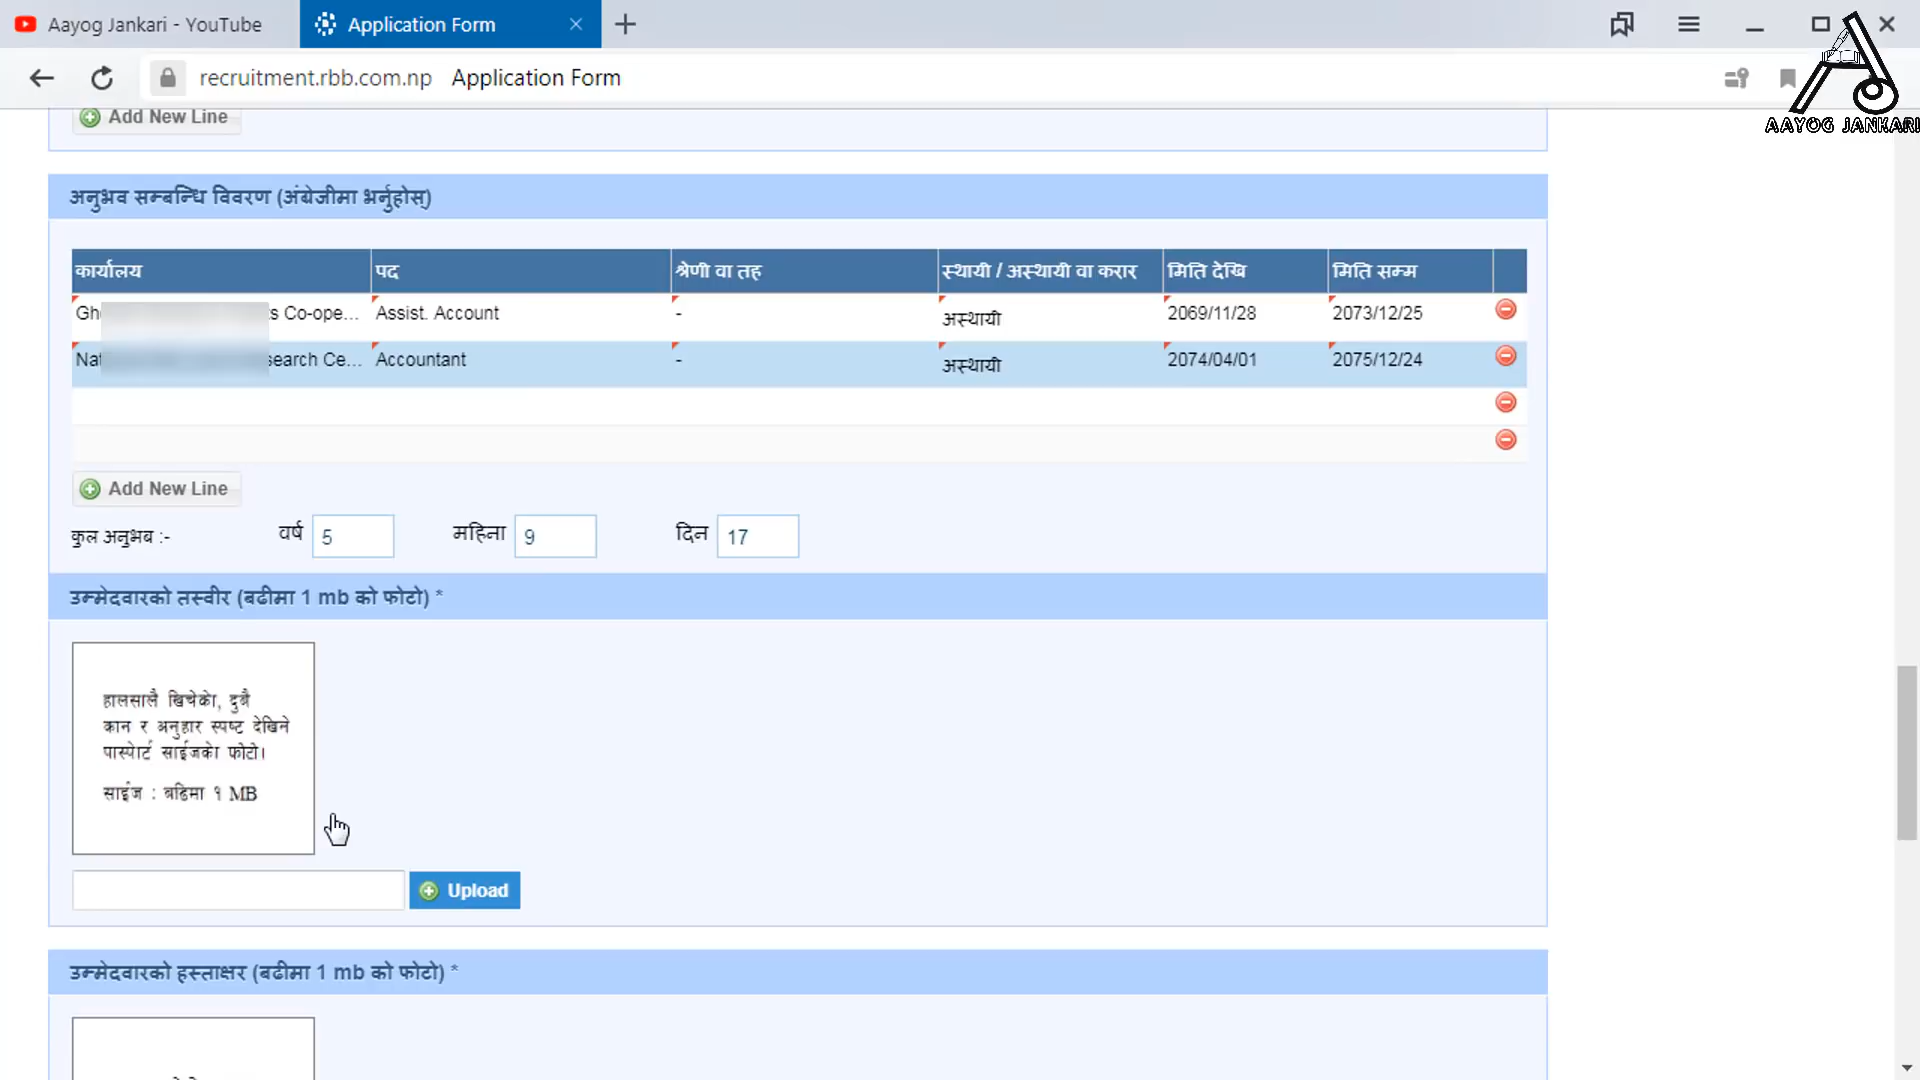 Aayog Jankari - YouTube
Application Form
recruitment.rbb.com.np Application Form
AAYOG JANKARI
Add New Line
अनुभव सम्बन्धि विवरण (अंग्रेजीमा भर्नुहोस्)
कार्यालय पद श्रेणी वा तह स्थायी / अस्थायी वा करार मिति देखि मिति सम्म
Co-ope... Assist. Account - अस्थायी 2069/11/28 2073/12/25
Ce... Accountant - अस्थायी 2074/04/01 2075/12/24
Add New Line
कुल अनुभब :- वर्ष 5 महिना 9 दिन 17
उम्मेदवारको तस्वीर (बढीमा 1 mb को फोटो) *
हालसालै खिचेको, दुबै
कान र अनुहार स्पष्ट देखिने
पास्पोर्ट साईजको फोटो।
साईज : बढिमा १ MB
Upload
उम्मेदवारको हस्ताक्षर (बढीमा 1 mb को फोटो) *